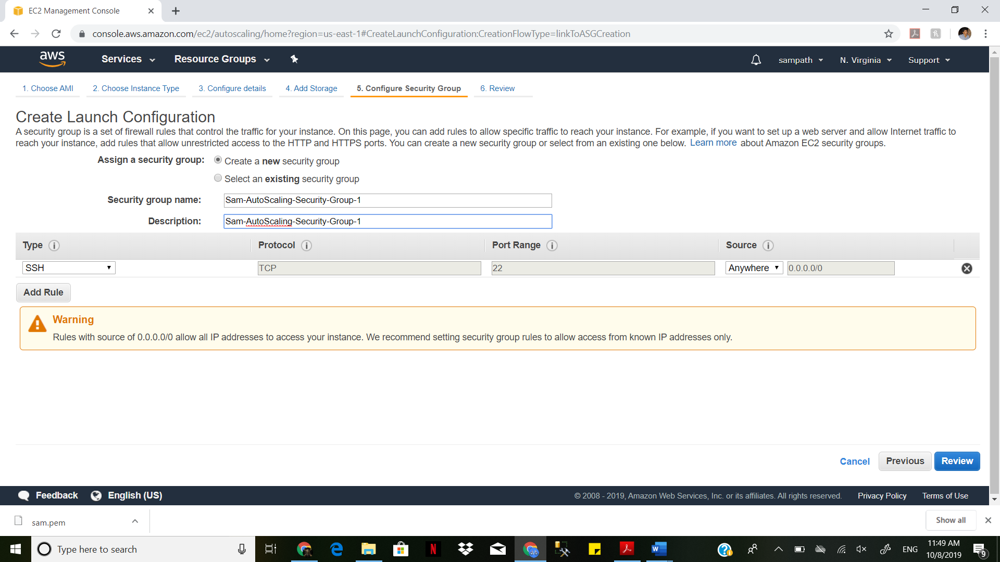 EC2 Management Console
console.aws.amazon.com/ec2/autoscaling/home?region=us-east-1#CreateLaunchConfiguration:CreationFlowType=linkToASGCreation
aws Services Resource Groups sampath N. Virginia Support
1. Choose AMI 2. Choose Instance Type 3. Configure details 4. Add Storage 5. Configure Security Group 6. Review
Create Launch Configuration
A security group is a set of firewall rules that control the traffic for your instance. On this page, you can add rules to allow specific traffic to reach your instance. For example, if you want to set up a web server and allow Internet traffic to
reach your instance, add rules that allow unrestricted access to the HTTP and HTTPS ports. You can create a new security group or select from an existing one below. Learn more about Amazon EC2 security groups.
Assign a security group: Create a new security group
Select an existing security group
Security group name: Sam-AutoScaling-Security-Group-1
Description: Sam-AutoScaling-Security-Group-1
Type Protocol Port Range Source
SSH TCP 22 Anywhere 0.0.0.0/0
Add Rule
Warning
Rules with source of 0.0.0.0/0 allow all IP addresses to access your instance. We recommend setting security group rules to allow access from known IP addresses only.
Cancel Previous Review
Feedback English (US) © 2008 - 2019, Amazon Web Services, Inc. or its affiliates. All rights reserved. Privacy Policy Terms of Use
sam.pem Show all
Type here to search ENG 11:49 AM
10/8/2019 9